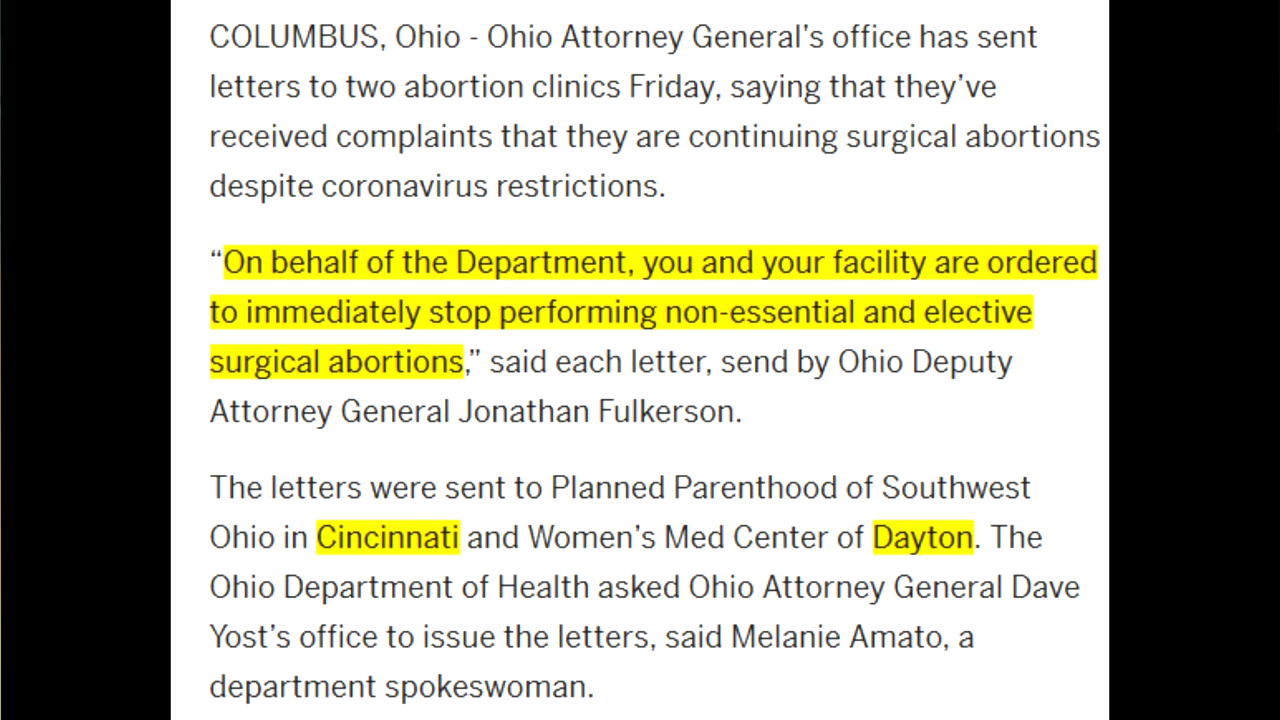 COLUMBUS, Ohio - Ohio Attorney General’s office has sent
letters to two abortion clinics Friday, saying that they’ve
received complaints that they are continuing surgical abortions
despite coronavirus restrictions.
“On behalf of the Department, you and your facility are ordered
to immediately stop performing non-essential and elective
surgical abortions,” said each letter, send by Ohio Deputy
Attorney General Jonathan Fulkerson.
The letters were sent to Planned Parenthood of Southwest
Ohio in Cincinnati and Women’s Med Center of Dayton. The
Ohio Department of Health asked Ohio Attorney General Dave
Yost’s office to issue the letters, said Melanie Amato, a
department spokeswoman.